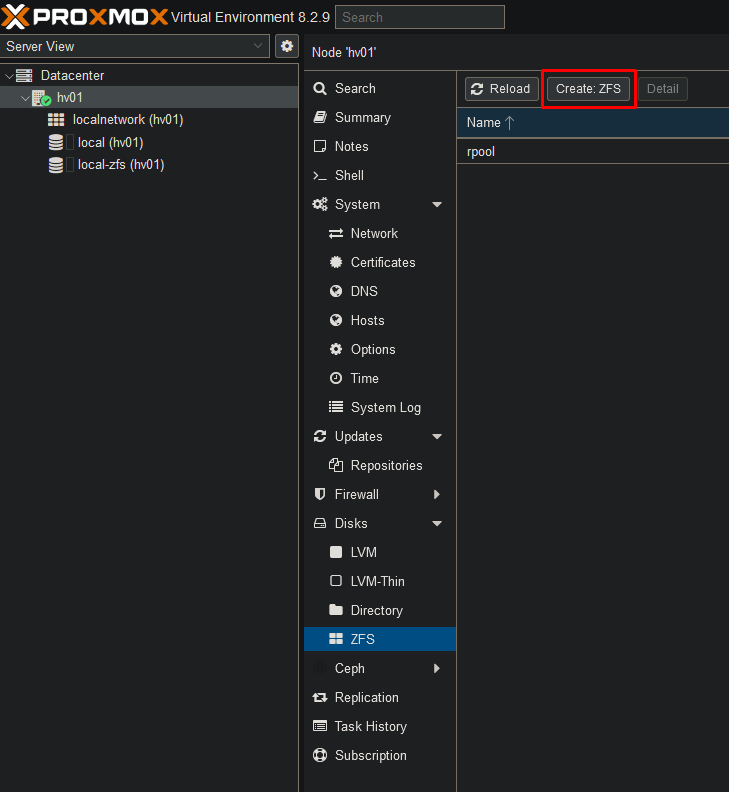 PROXMOX Virtual Environment 8.2.9 Search
Server View
Datacenter
hv01
localnetwork (hv01)
local (hv01)
local-zfs (hv01)
Node 'hv01'
Search
Summary
Notes
Shell
System
Network
Certificates
DNS
Hosts
Options
Time
System Log
Updates
Repositories
Firewall
Disks
LVM
LVM-Thin
Directory
ZFS
Ceph
Replication
Task History
Subscription
Reload Create: ZFS Detail
Name ↑
rpool